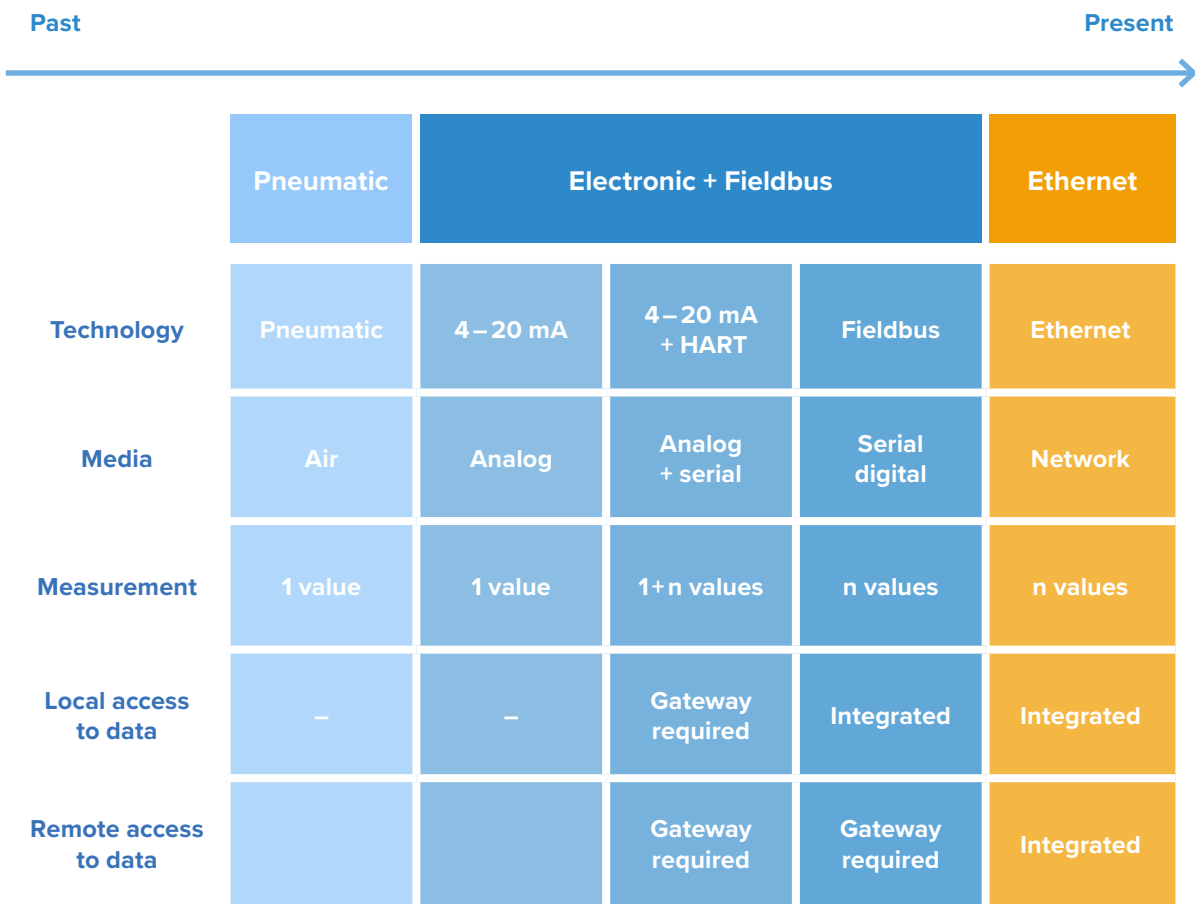 Past
Present
Pneumatic
Electronic + Fieldbus
Ethernet
Technology
Pneumatic
4–20 mA
4–20 mA
+ HART
Fieldbus
Ethernet
Media
Air
Analog
Analog
+ serial
Serial
digital
Network
Measurement
1 value
1 value
1+n values
n values
n values
Local access
to data
–
–
Gateway
required
Integrated
Integrated
Remote access
to data
Gateway
required
Gateway
required
Integrated